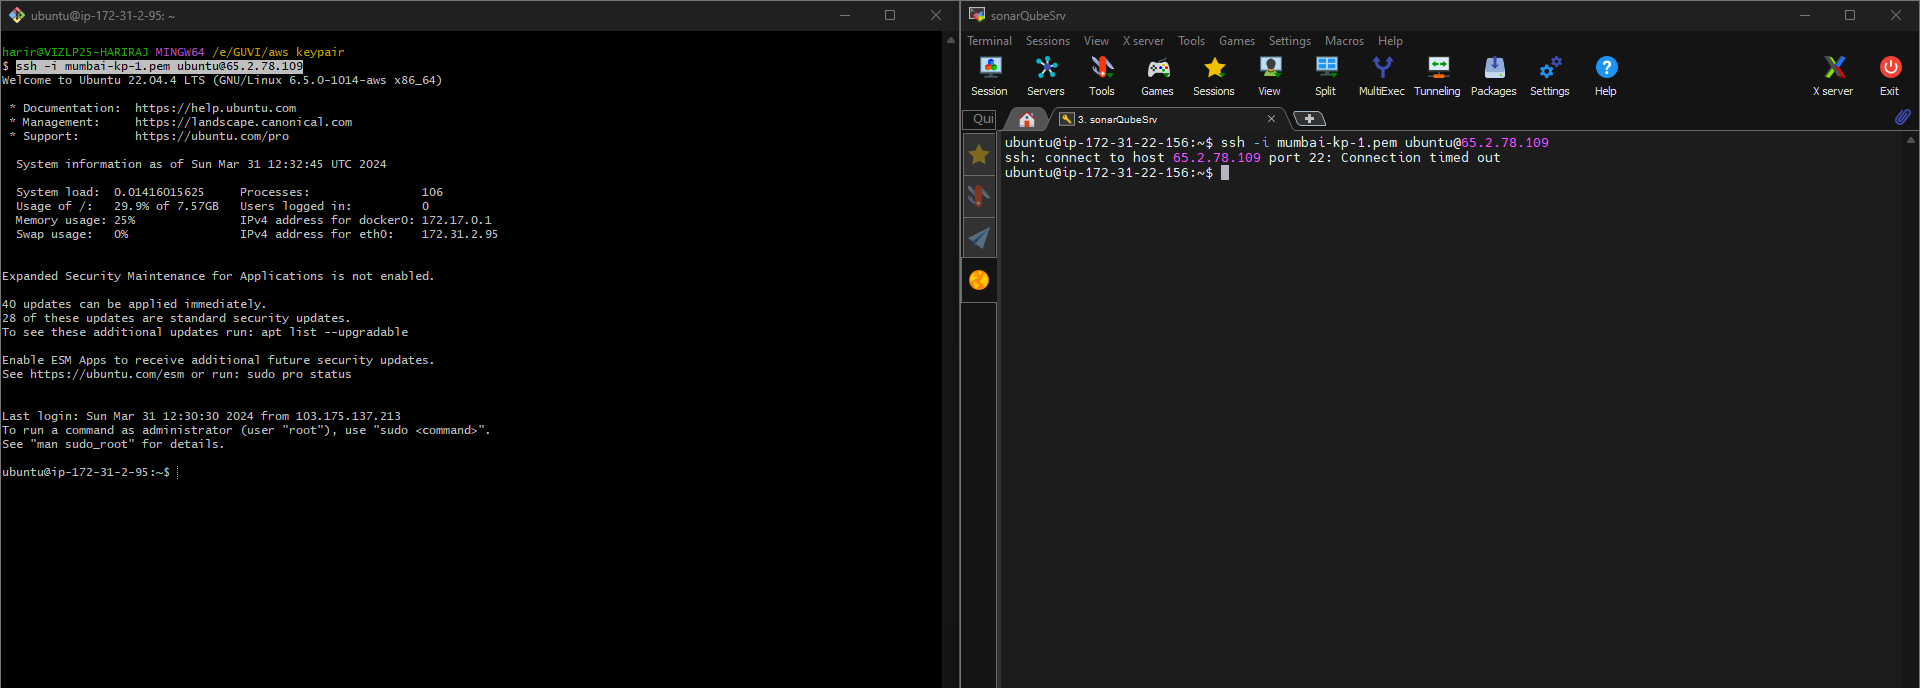 ubuntu@ip-172-31-2-95: ~
harir@VIZLP25-HARIRAJ MINGW64 /e/GUVI/aws keypair
$ ssh -i mumbai-kp-1.pem ubuntu@65.2.78.109
Welcome to Ubuntu 22.04.4 LTS (GNU/Linux 6.5.0-1014-aws x86_64)
* Documentation:  https://help.ubuntu.com
* Management:     https://landscape.canonical.com
* Support:        https://ubuntu.com/pro
System information as of Sun Mar 31 12:32:45 UTC 2024
System load:  0.01416015625     Processes:                106
Usage of /:   29.9% of 7.57GB   Users logged in:          0
Memory usage: 25%               IPv4 address for docker0: 172.17.0.1
Swap usage:   0%                IPv4 address for eth0:    172.31.2.95
Expanded Security Maintenance for Applications is not enabled.
40 updates can be applied immediately.
28 of these updates are standard security updates.
To see these additional updates run: apt list --upgradable
Enable ESM Apps to receive additional future security updates.
See https://ubuntu.com/esm or run: sudo pro status
Last login: Sun Mar 31 12:30:30 2024 from 103.175.137.213
To run a command as administrator (user "root"), use "sudo <command>".
See "man sudo_root" for details.
ubuntu@ip-172-31-2-95:~$
sonarQubeSrv
Terminal Sessions View X server Tools Games Settings Macros Help
Session Servers Tools Games Sessions View Split MultiExec Tunneling Packages Settings Help X server Exit
Qui 3. sonarQubeSrv
ubuntu@ip-172-31-22-156:~$ ssh -i mumbai-kp-1.pem ubuntu@65.2.78.109
ssh: connect to host 65.2.78.109 port 22: Connection timed out
ubuntu@ip-172-31-22-156:~$